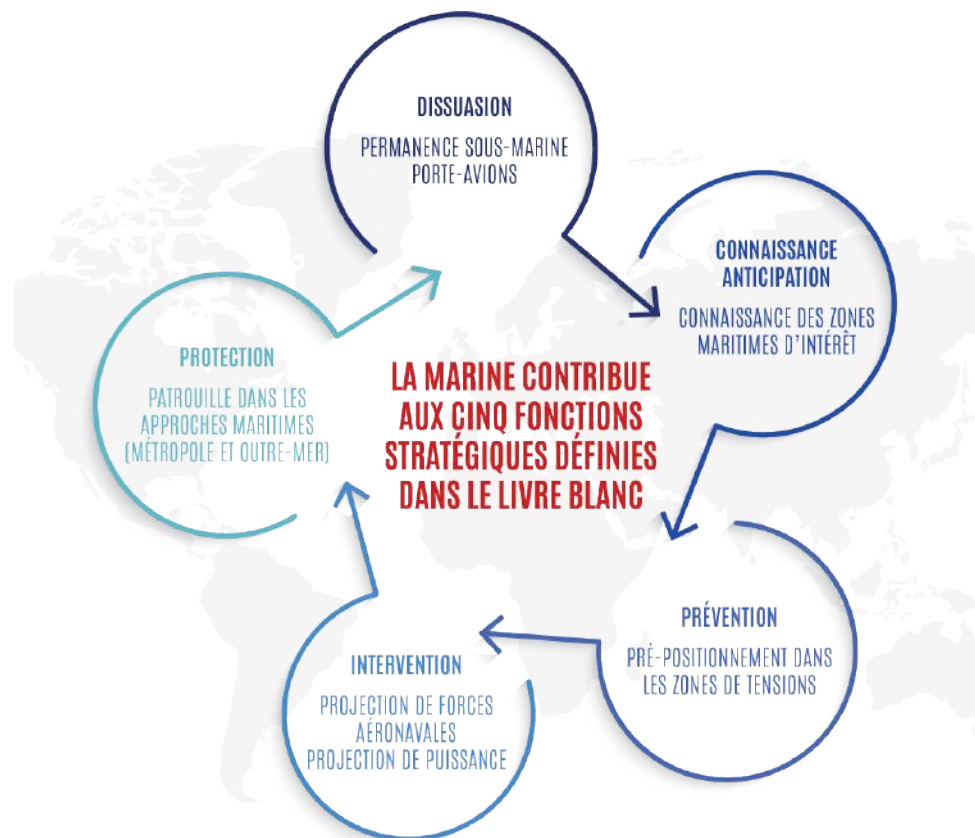 DISSUASION
PERMANENCE SOUS-MARINE
PORTE-AVIONS
CONNAISSANCE
ANTICIPATION
CONNAISSANCE DES ZONES
MARITIMES D'INTÉRÊT
PROTECTION
PATROUILLE DANS LES
APPROCHES MARITIMES
(MÉTROPOLE ET OUTRE-MER)
LA MARINE CONTRIBUE
AUX CINQ FONCTIONS
STRATÉGIQUES DÉFINIES
DANS LE LIVRE BLANC
PRÉVENTION
PRÉ-POSITIONNEMENT DANS
LES ZONES DE TENSIONS
INTERVENTION
PROJECTION DE FORCES
AÉRONAVALES
PROJECTION DE PUISSANCE